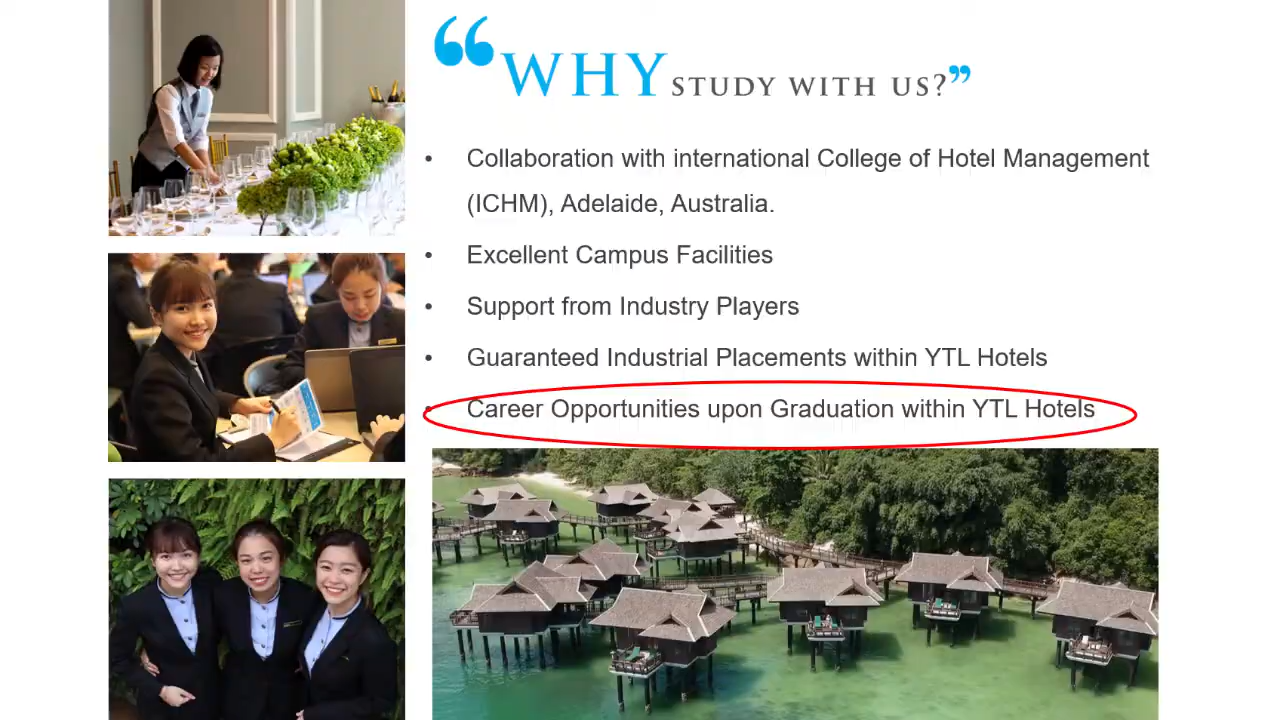 “WHY STUDY WITH US?”
• Collaboration with international College of Hotel Management
(ICHM), Adelaide, Australia.
• Excellent Campus Facilities
• Support from Industry Players
• Guaranteed Industrial Placements within YTL Hotels
• Career Opportunities upon Graduation within YTL Hotels